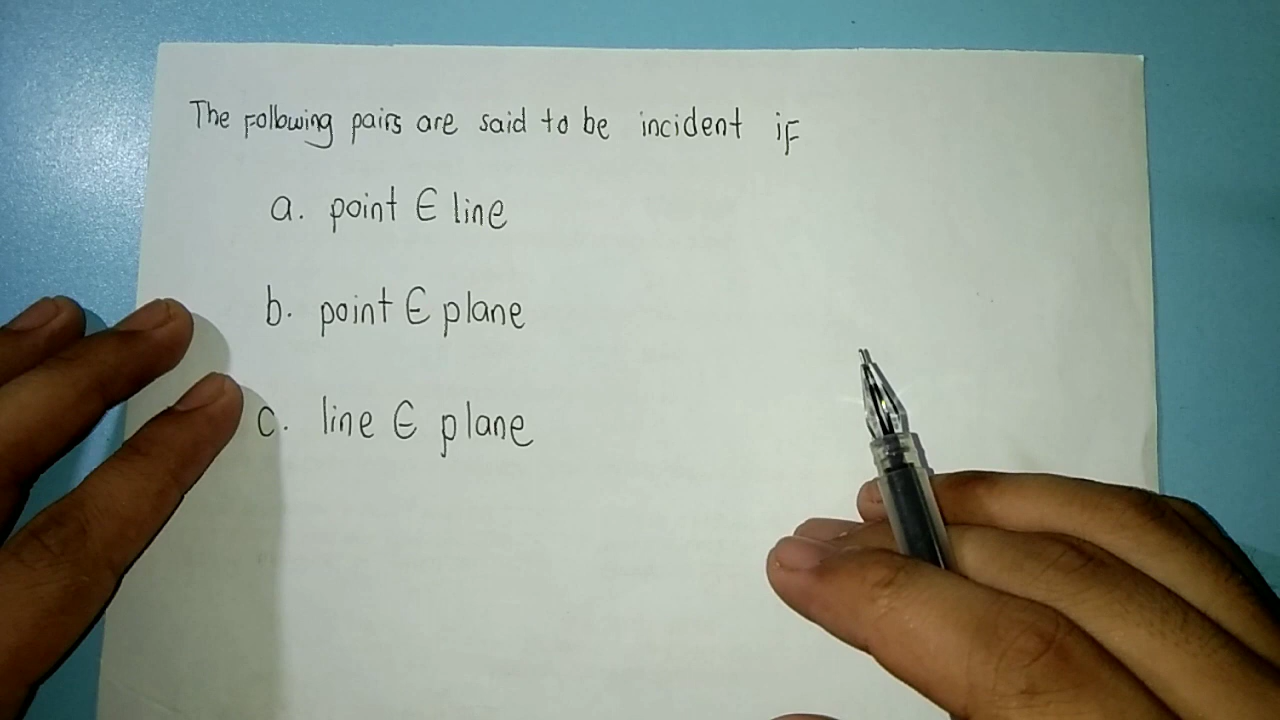 The following pairs are said to be incident if
a. point ∈ line
b. point ∈ plane
c. line ∈ plane